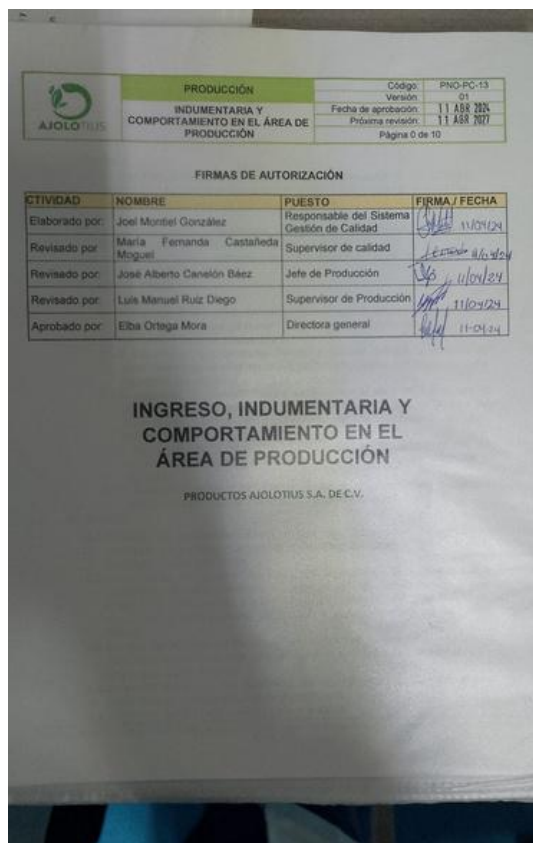 AJOLOTIUS
PRODUCCIÓN
INDUMENTARIA Y
COMPORTAMIENTO EN EL ÁREA DE
PRODUCCIÓN
Código: PNO-PC-13
Versión: 01
Fecha de aprobación: 11 ABR 2024
Próxima revisión: 11 ABR 2027
Página 0 de 10
FIRMAS DE AUTORIZACIÓN
CTIVIDAD NOMBRE PUESTO FIRMA / FECHA
Elaborado por: Joel Montiel González Responsable del Sistema
Gestión de Calidad 11/04/24
Revisado por: María Fernanda Castañeda
Moguel Supervisor de calidad 11/04/24
Revisado por: José Alberto Canelón Báez Jefe de Producción 11/04/24
Revisado por: Luis Manuel Ruiz Diego Supervisor de Producción 11/04/24
Aprobado por: Elba Ortega Mora Directora general 11-04-24
INGRESO, INDUMENTARIA Y
COMPORTAMIENTO EN EL
ÁREA DE PRODUCCIÓN
PRODUCTOS AJOLOTIUS S.A. DE C.V.